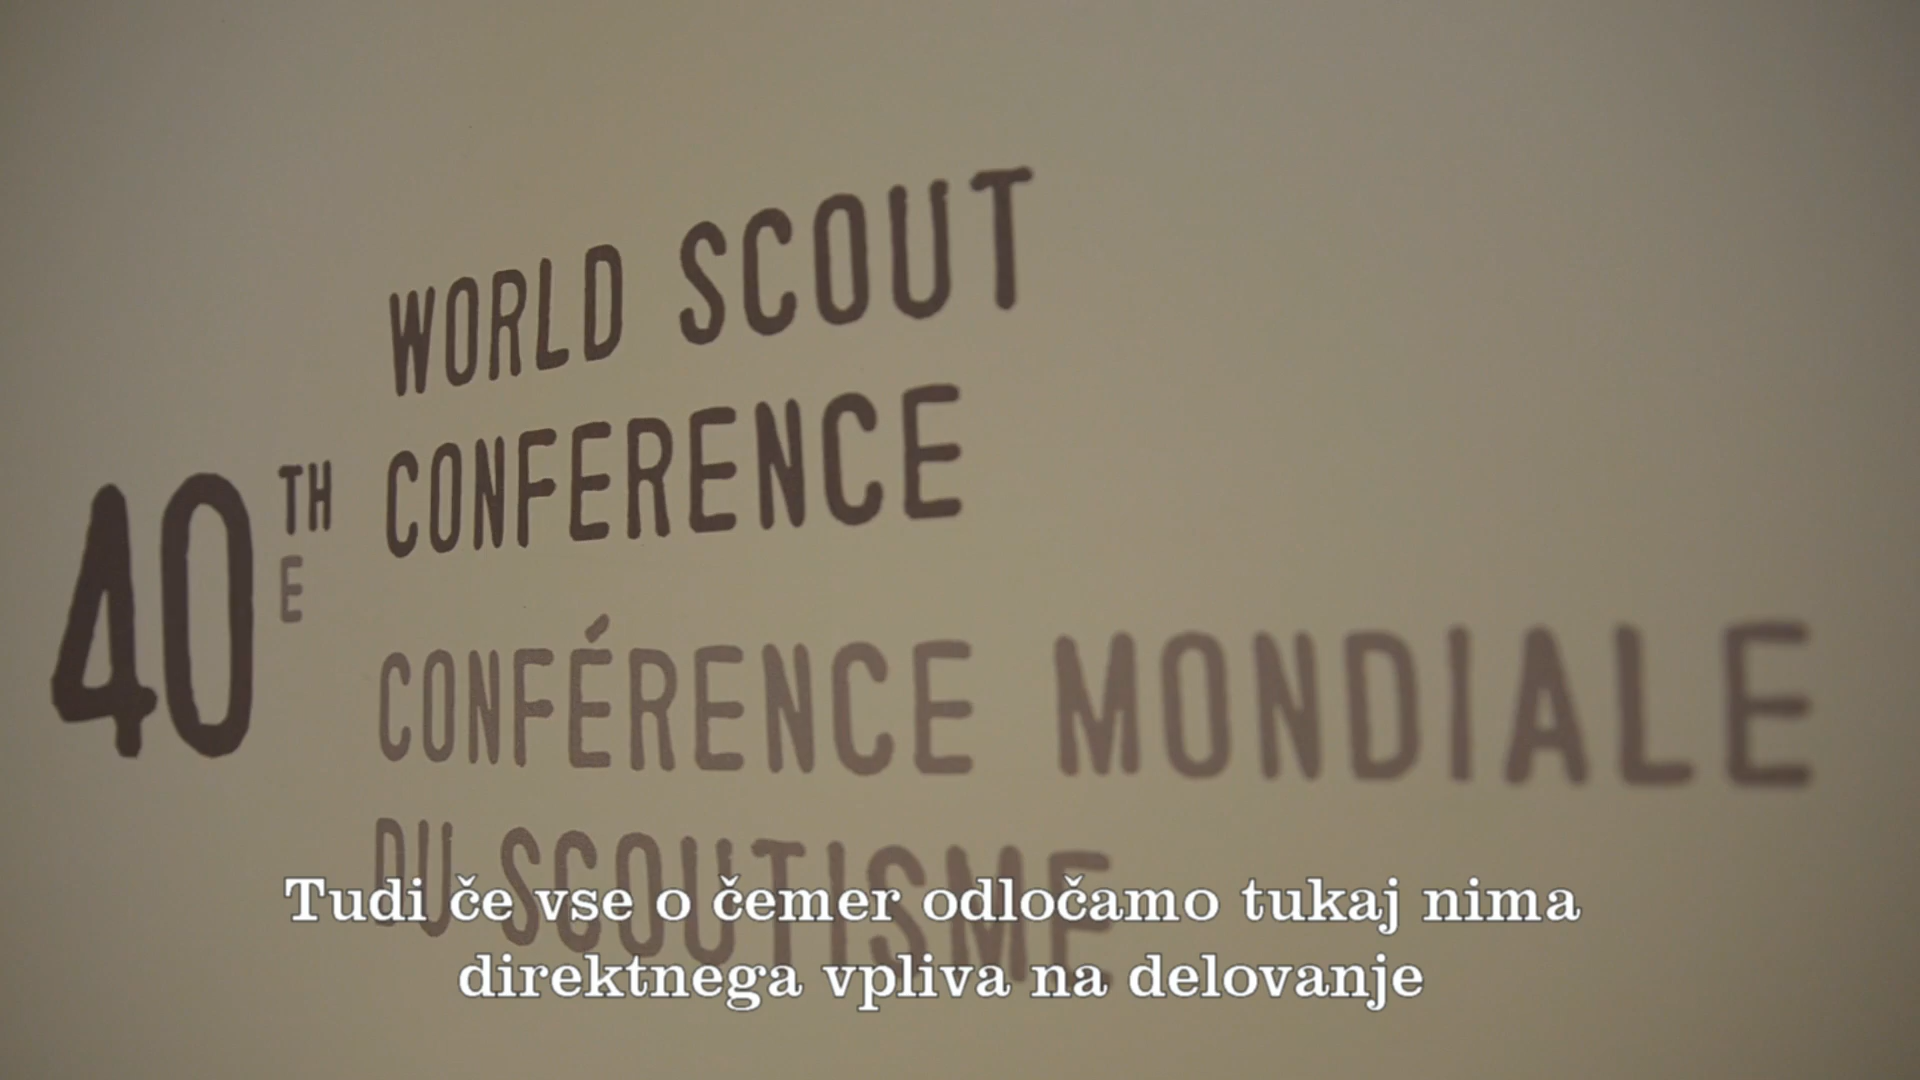 40TH
E
WORLD SCOUT
CONFERENCE
CONFÉRENCE MONDIALE
DU SCOUTISME
Tudi če vse o čemer odločamo tukaj nima
direktnega vpliva na delovanje